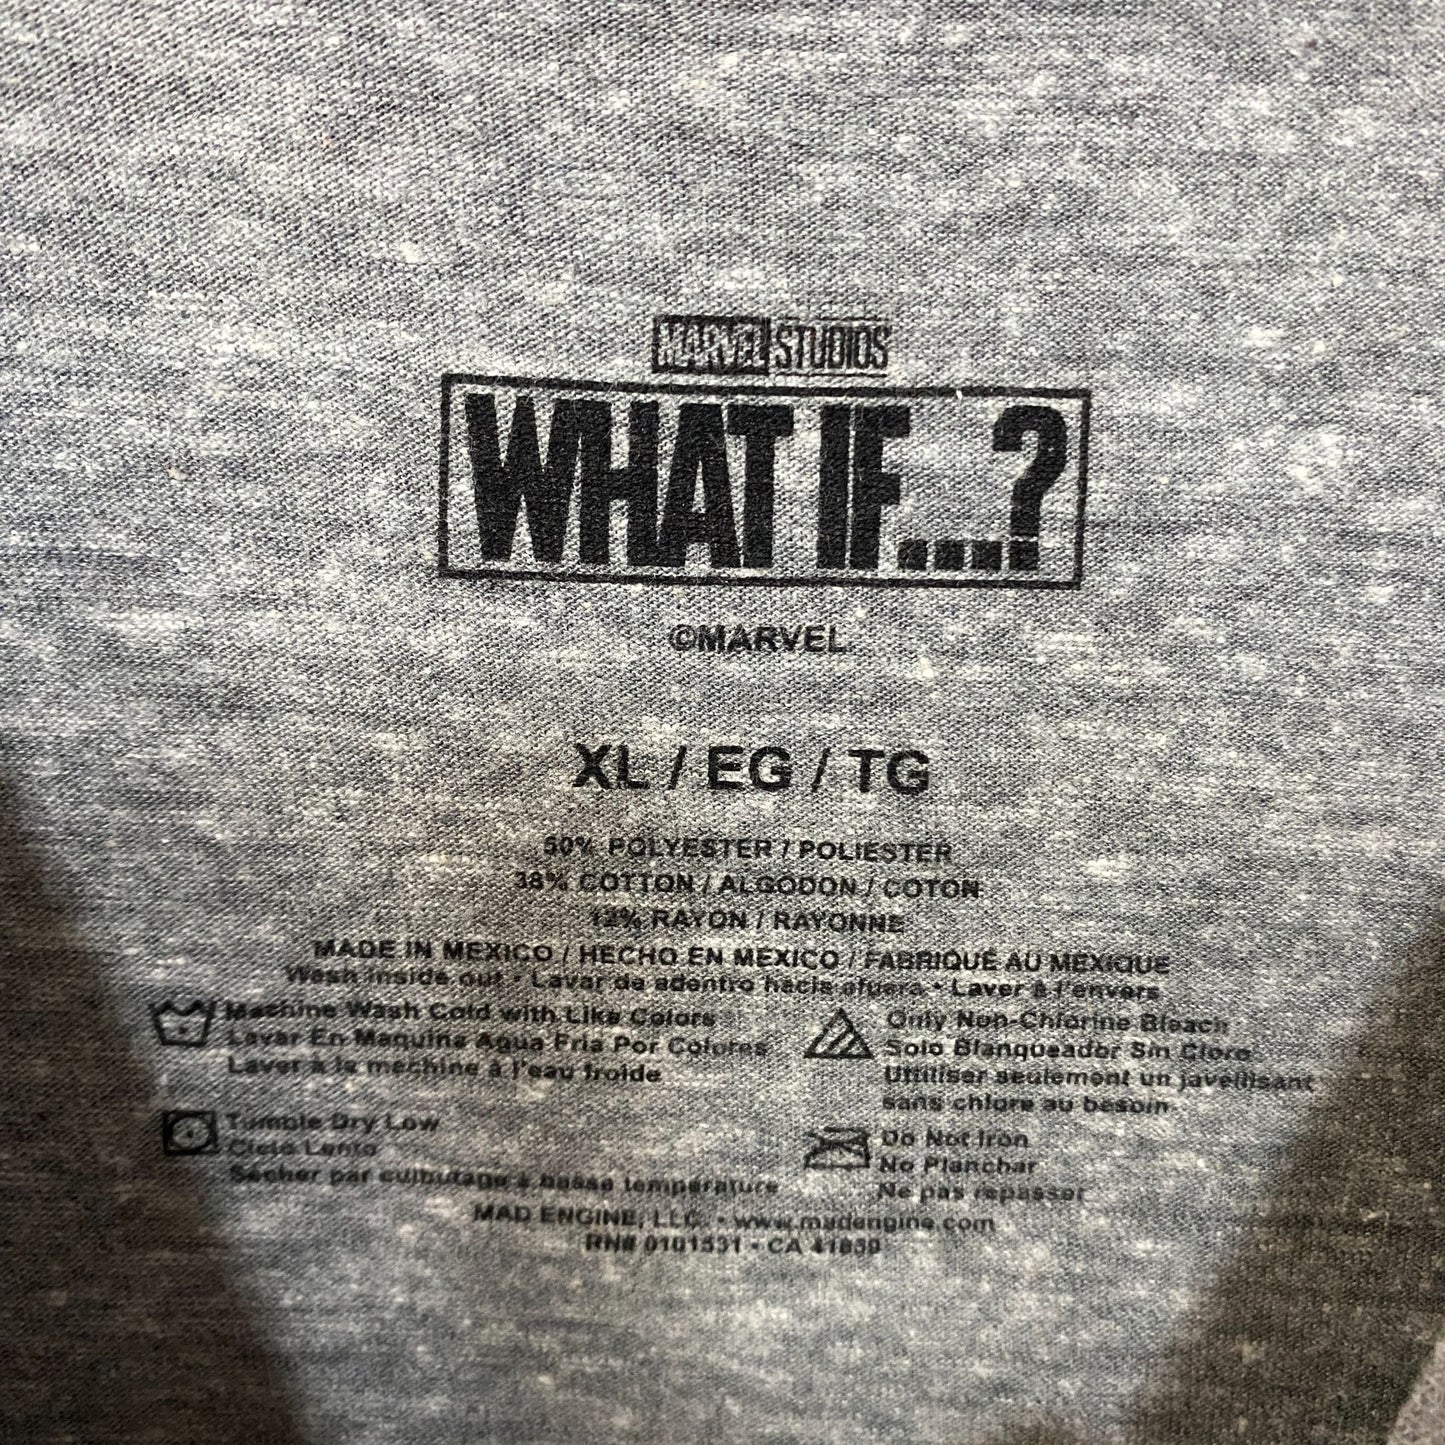 MARVEL STUDIOS
WHAT IF...?
©MARVEL
XL / EG / TG
50% POLYESTER / POLIESTER
38% COTTON / ALGODON / COTON
12% RAYON / RAYONNE
MADE IN MEXICO / HECHO EN MEXICO / FABRIQUÉ AU MEXIQUE
Wash inside out • Lavar de adentro hacia afuera • Laver à l'envers
Machine Wash Cold with Like Colors
Lavar En Maquina Agua Fria Por Colores
Laver à la mechine à l'eau froide
Only Non-Chlorine Bleach
Solo Blanqueador Sin Cloro
Uttiliser seulement un javellisant
sans chlore au besoin
Tumble Dry Low
Ciclo Lento
Sécher par culbutage à basse température
Do Not Iron
No Planchar
Ne pas repasser
MAD ENGINE, LLC. • www.madengine.com
RN# 0101531 • CA